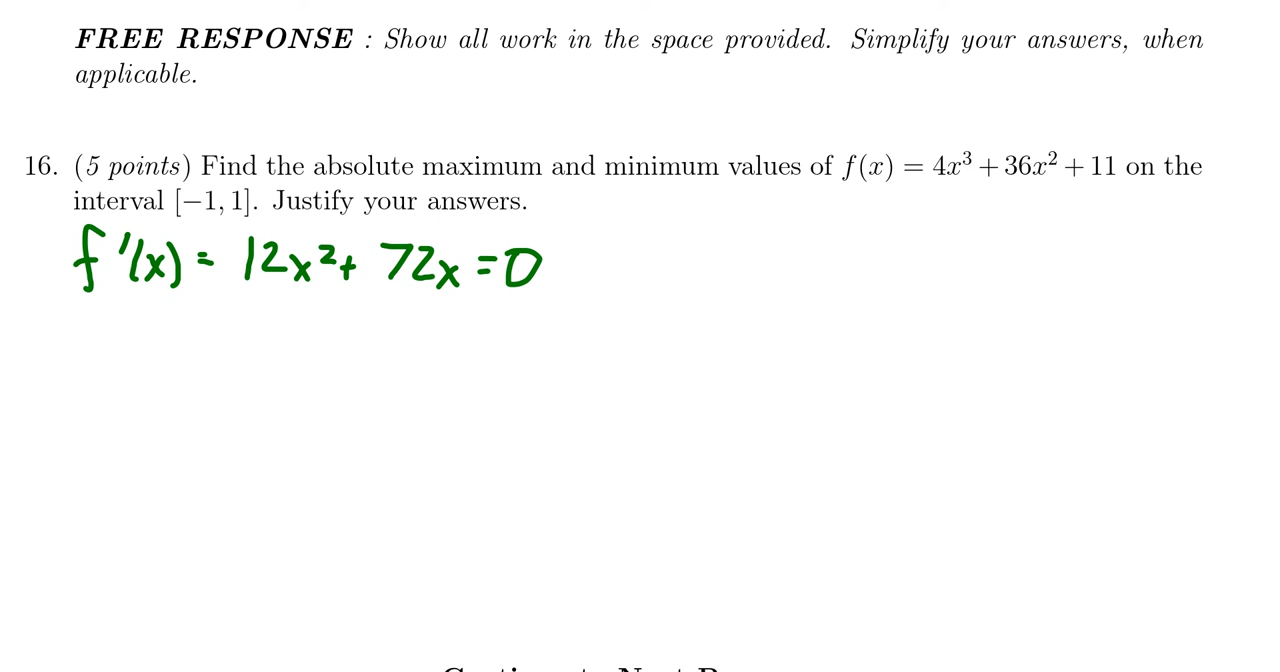 FREE RESPONSE : Show all work in the space provided. Simplify your answers, when
applicable.
16. (5 points) Find the absolute maximum and minimum values of f(x) = 4x³ + 36x² + 11 on the
interval [−1, 1]. Justify your answers.
f'(x) = 12x² + 72x = 0